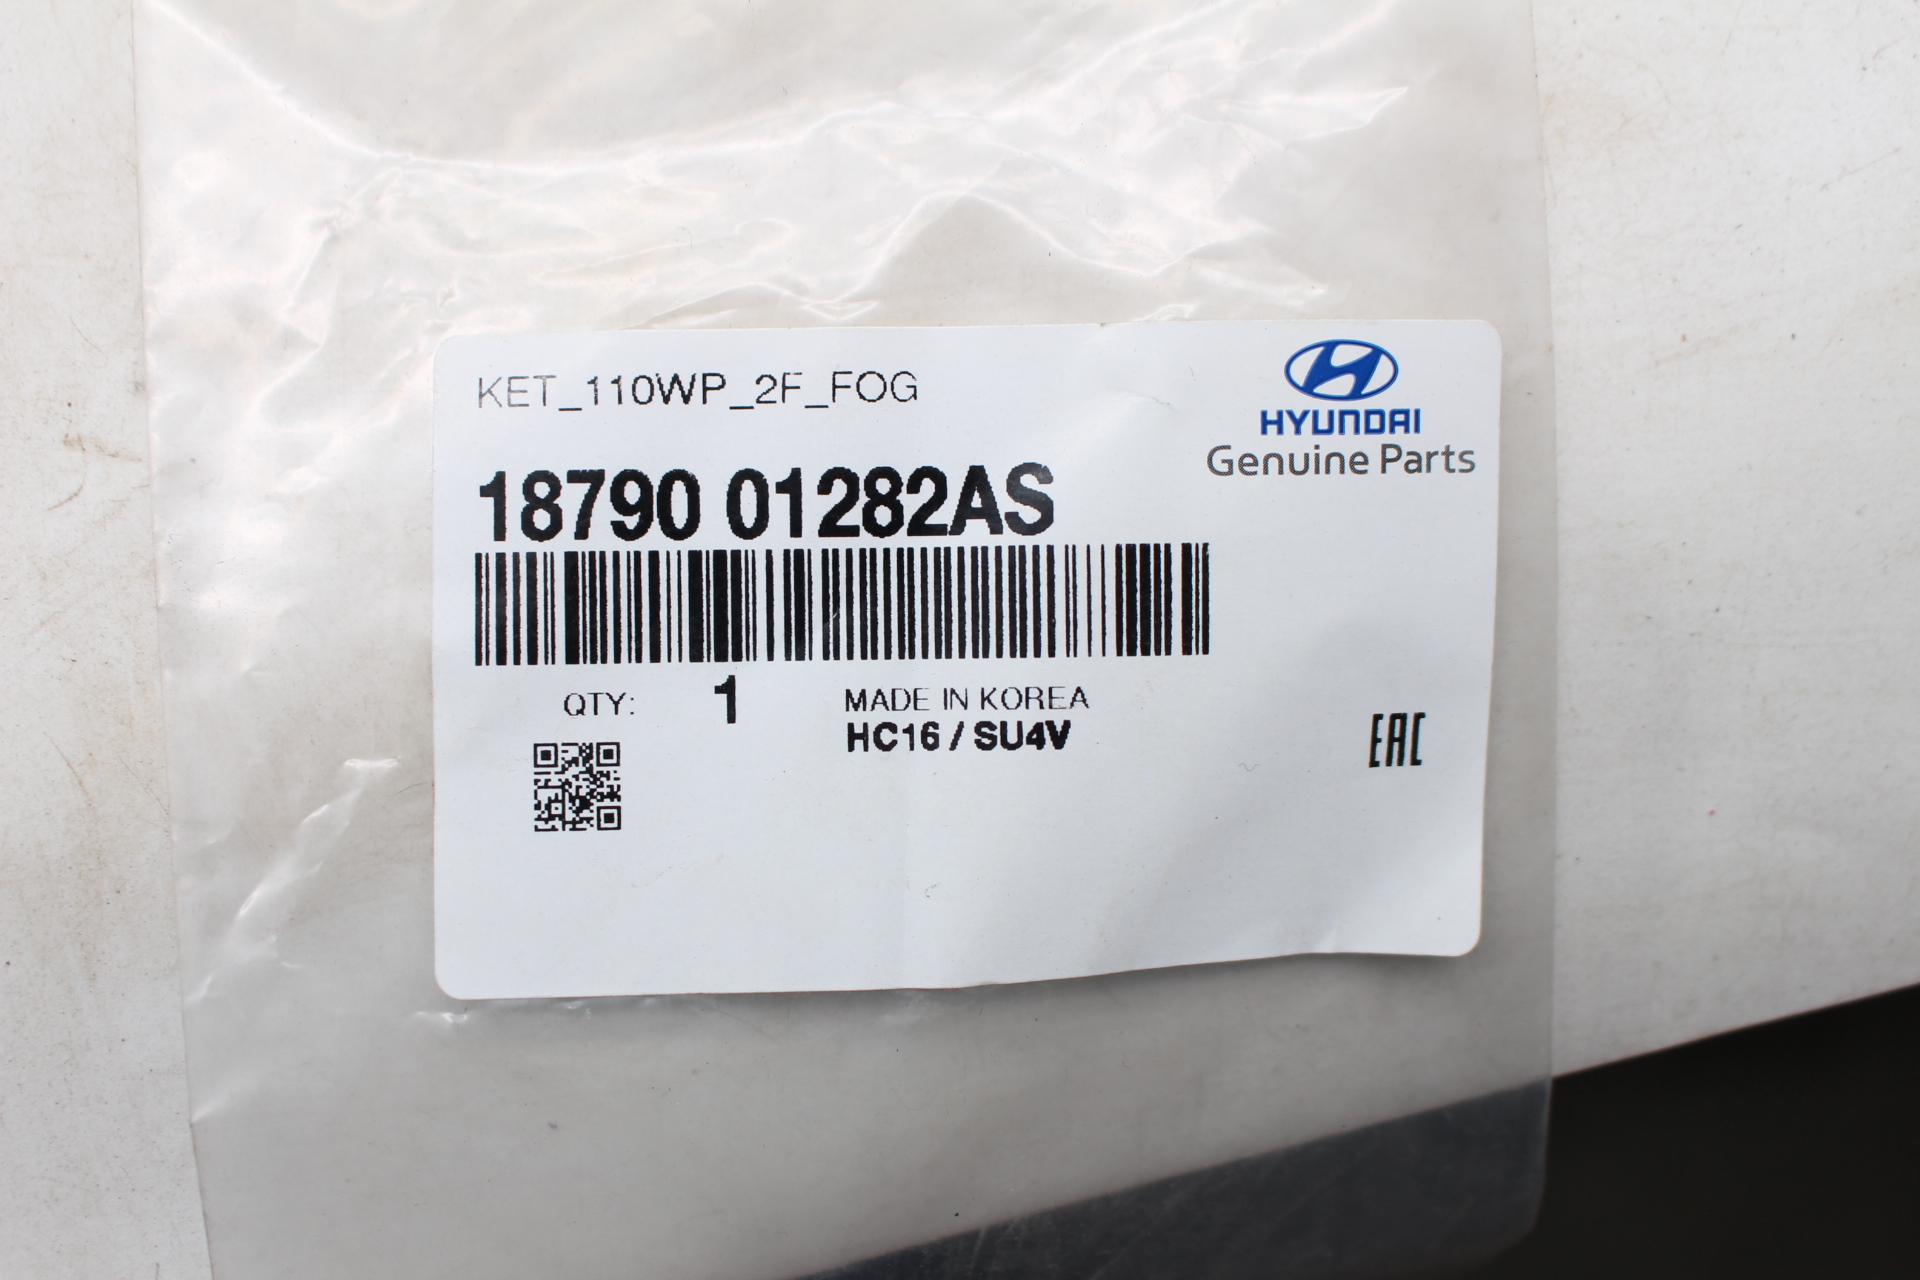 KET_110WP_2F_FOG
HYUNDAI
Genuine Parts
18790 01282AS
QTY: 1
MADE IN KOREA
HC16 / SU4V
EAC